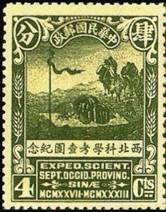 肆分
中華民國郵政
西北科學考查團紀念
EXPED. SCIENT.
SEPT. OCCID. PROVINC.
SINÆ
4 MCMXXVII-MCMXXXIII Cts